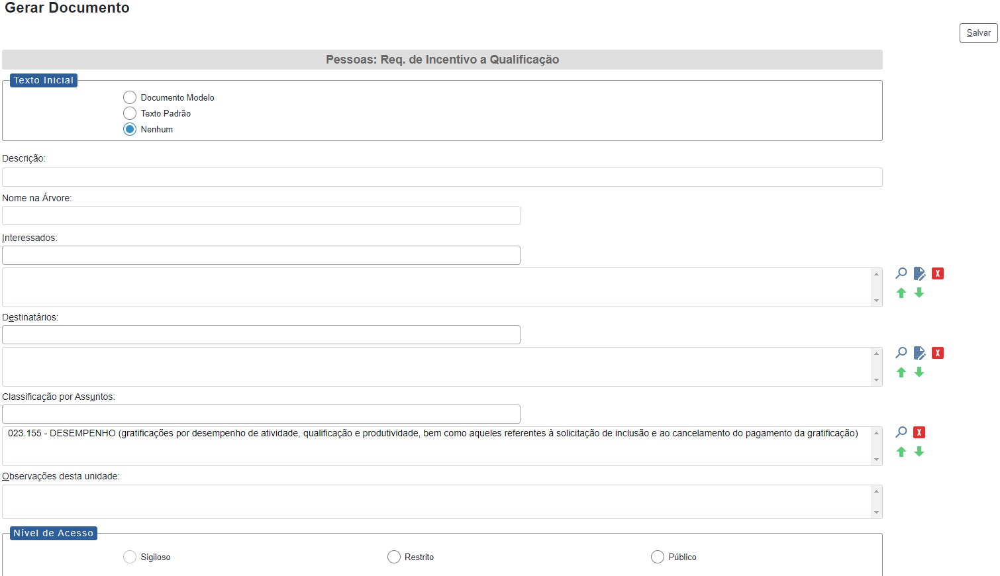 Gerar Documento
Salvar
Pessoas: Req. de Incentivo a Qualificação
Texto Inicial
Documento Modelo
Texto Padrão
Nenhum
Descrição:
Nome na Árvore:
Interessados:
Destinatários:
Classificação por Assuntos:
023.155 - DESEMPENHO (gratificações por desempenho de atividade, qualificação e produtividade, bem como aqueles referentes à solicitação de inclusão e ao cancelamento do pagamento da gratificação)
Observações desta unidade:
Nível de Acesso
Sigiloso Restrito Público